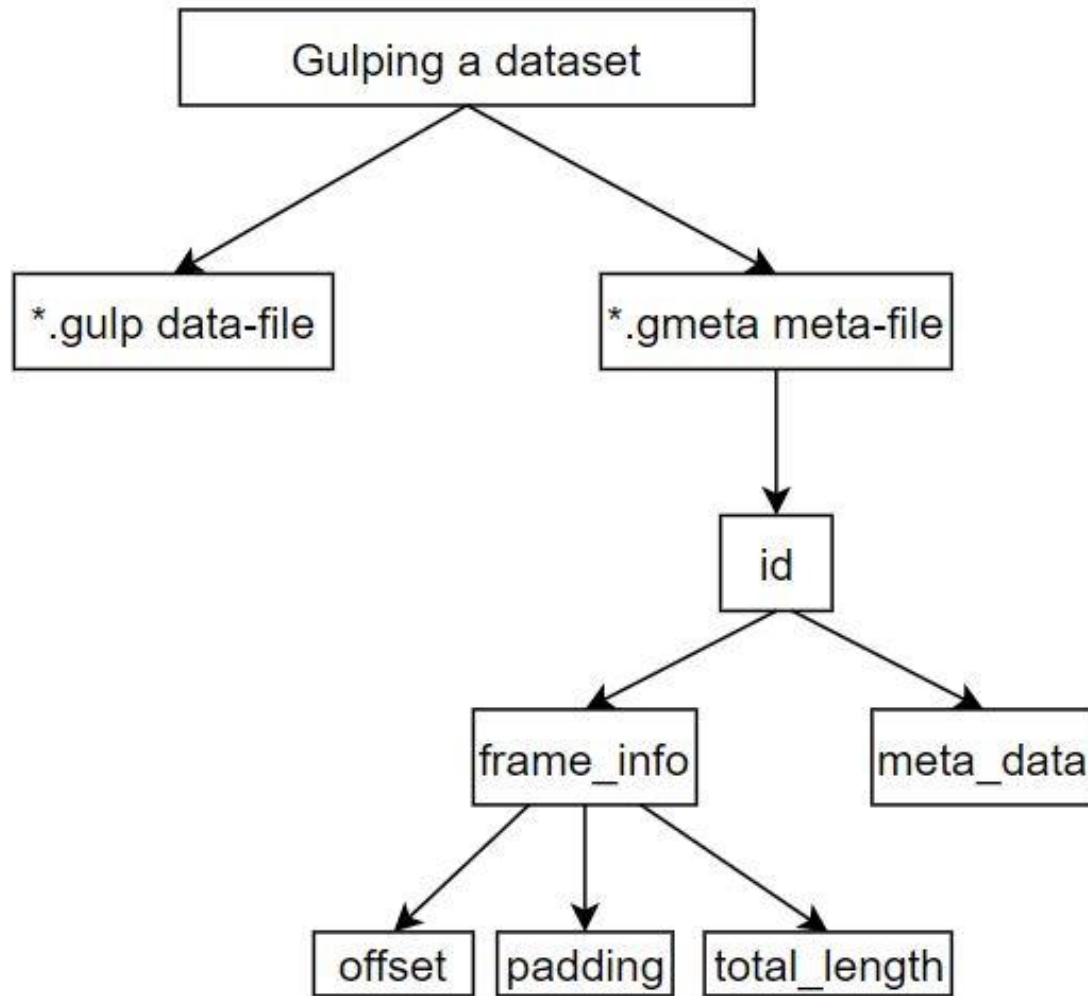 Gulping a dataset
*.gulp data-file
*.gmeta meta-file
id
frame_info
meta_data
offset
padding
total_length